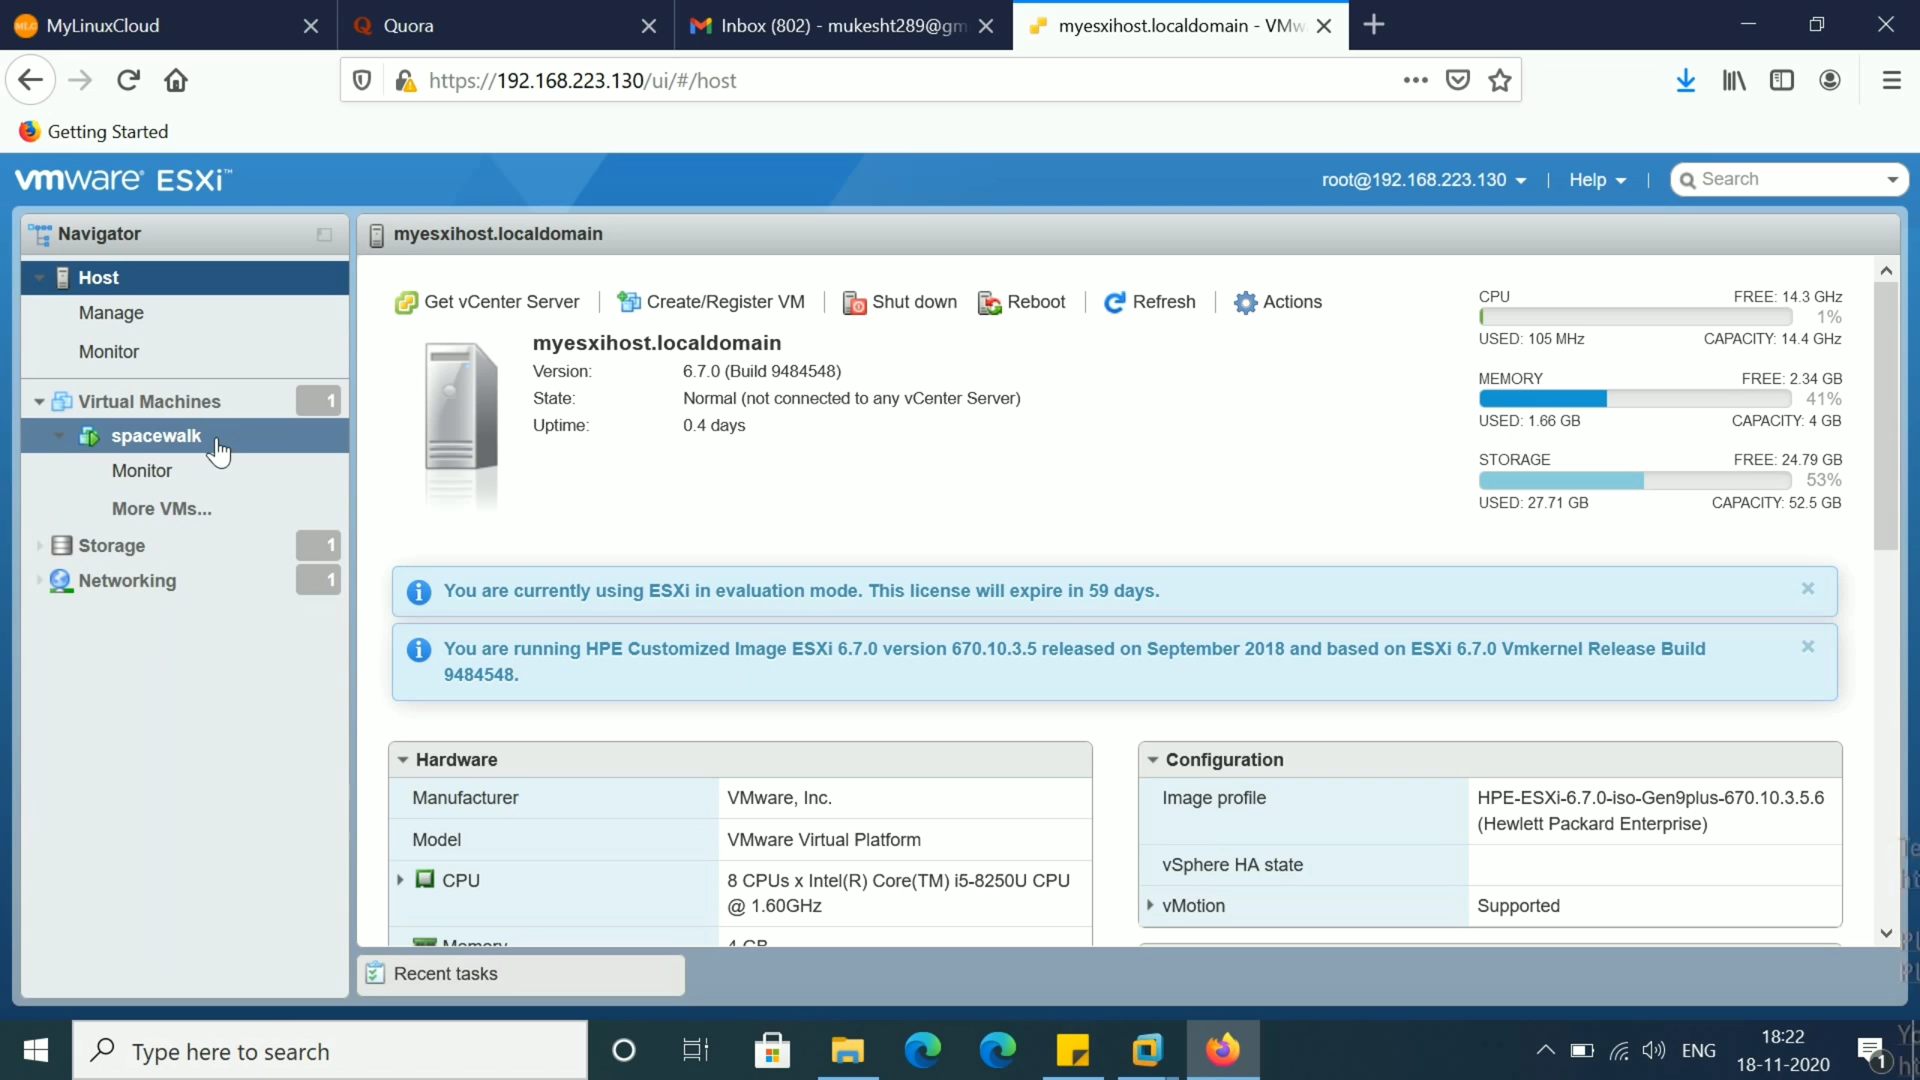 MyLinuxCloud
Quora
Inbox (802) - mukesht289@gm
myesxihost.localdomain - VMw
https://192.168.223.130/ui/#/host
Getting Started
vmware® ESXi™
root@192.168.223.130
Help
Search
Navigator
Host
Manage
Monitor
Virtual Machines 1
spacewalk
Monitor
More VMs...
Storage 1
Networking 1
myesxihost.localdomain
Get vCenter Server
Create/Register VM
Shut down
Reboot
Refresh
Actions
myesxihost.localdomain
Version: 6.7.0 (Build 9484548)
State: Normal (not connected to any vCenter Server)
Uptime: 0.4 days
CPU FREE: 14.3 GHz
1%
USED: 105 MHz CAPACITY: 14.4 GHz
MEMORY FREE: 2.34 GB
41%
USED: 1.66 GB CAPACITY: 4 GB
STORAGE FREE: 24.79 GB
53%
USED: 27.71 GB CAPACITY: 52.5 GB
You are currently using ESXi in evaluation mode. This license will expire in 59 days.
You are running HPE Customized Image ESXi 6.7.0 version 670.10.3.5 released on September 2018 and based on ESXi 6.7.0 Vmkernel Release Build
9484548.
Hardware
Manufacturer VMware, Inc.
Model VMware Virtual Platform
CPU 8 CPUs x Intel(R) Core(TM) i5-8250U CPU
@ 1.60GHz
Memory 4 GB
Configuration
Image profile HPE-ESXi-6.7.0-iso-Gen9plus-670.10.3.5.6
(Hewlett Packard Enterprise)
vSphere HA state
vMotion Supported
Recent tasks
Type here to search
ENG
18:22
18-11-2020
1